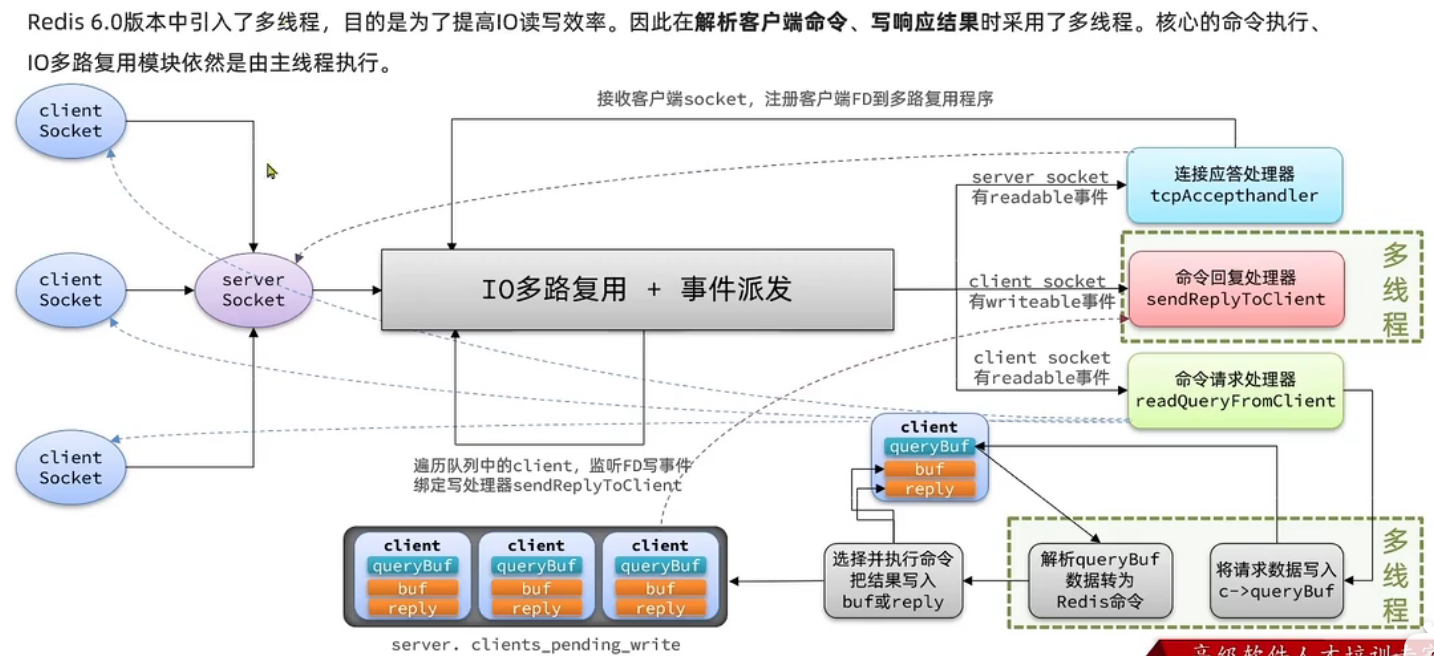 Redis 6.0版本中引入了多线程，目的是为了提高IO读写效率。因此在解析客户端命令、写响应结果时采用了多线程。核心的命令执行、
IO多路复用模块依然是由主线程执行。
client
Socket
接收客户端socket，注册客户端FD到多路复用程序
server socket
有readable事件
连接应答处理器
tcpAccepthandler
client
Socket
server
Socket
IO多路复用 + 事件派发
client socket
有writeable事件
命令回复处理器
sendReplyToClient
多
线
程
client socket
有readable事件
命令请求处理器
readQueryFromClient
client
Socket
遍历队列中的client，监听FD写事件
绑定写处理器sendReplyToClient
client
queryBuf
buf
reply
client
queryBuf
buf
reply
client
queryBuf
buf
reply
client
queryBuf
buf
reply
server. clients_pending_write
选择并执行命令
把结果写入
buf或reply
解析queryBuf
数据转为
Redis命令
将请求数据写入
c->queryBuf
多
线
程
高级软件人才培训专家